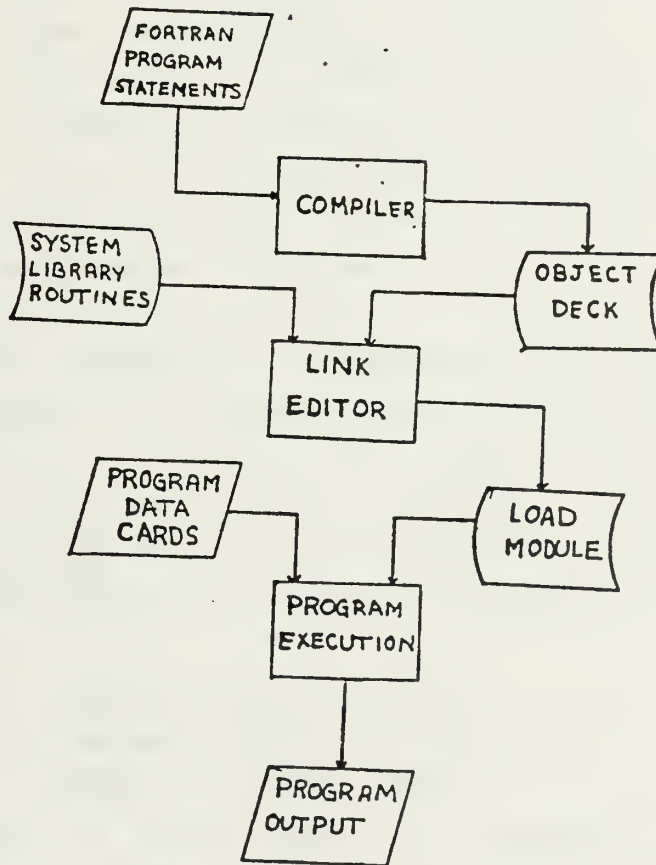 FORTRAN
PROGRAM
STATEMENTS
COMPILER
SYSTEM
LIBRARY
ROUTINES
OBJECT
DECK
LINK
EDITOR
PROGRAM
DATA
CARDS
LOAD
MODULE
PROGRAM
EXECUTION
PROGRAM
OUTPUT